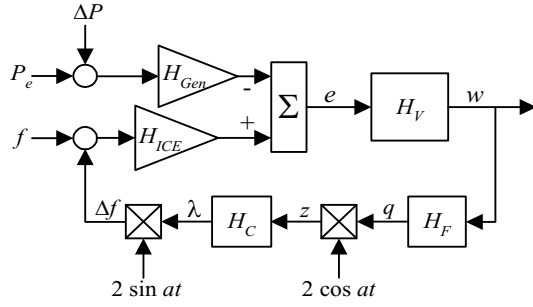 ΔP
P_e
H_Gen
-
Σ
e
H_V
w
f
H_ICE
+
Δf
λ
H_C
z
q
H_F
2 sin at
2 cos at